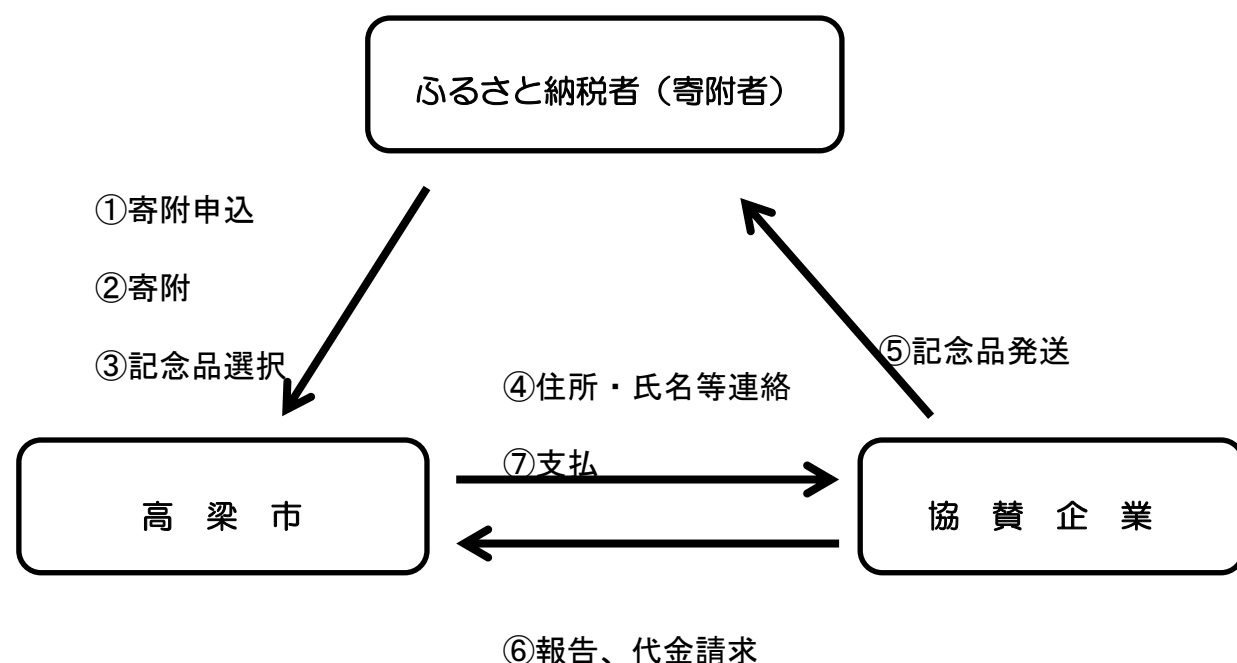 ふるさと納税者（寄附者）
①寄附申込
②寄附
③記念品選択
④住所・氏名等連絡
⑤記念品発送
⑦支払
高 梁 市
協 賛 企 業
⑥報告、代金請求